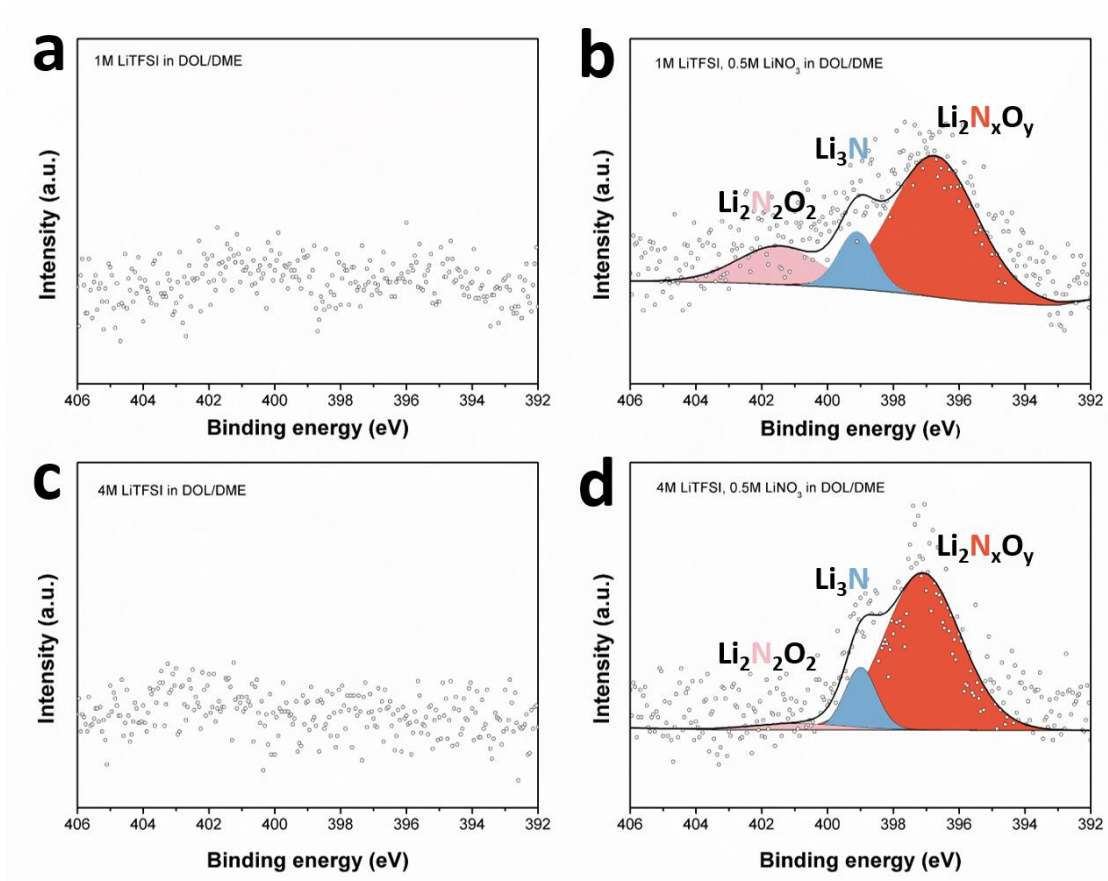 a
1M LiTFSI in DOL/DME
Intensity (a.u.)
406 404 402 400 398 396 394 392
Binding energy (eV)
b
1M LiTFSI, 0.5M LiNO₃ in DOL/DME
Li₂NₓOᵧ
Li₃N
Li₂N₂O₂
Intensity (a.u.)
406 404 402 400 398 396 394 392
Binding energy (eV)
c
4M LiTFSI in DOL/DME
Intensity (a.u.)
406 404 402 400 398 396 394 392
Binding energy (eV)
d
4M LiTFSI, 0.5M LiNO₃ in DOL/DME
Li₂NₓOᵧ
Li₃N
Li₂N₂O₂
Intensity (a.u.)
406 404 402 400 398 396 394 392
Binding energy (eV)